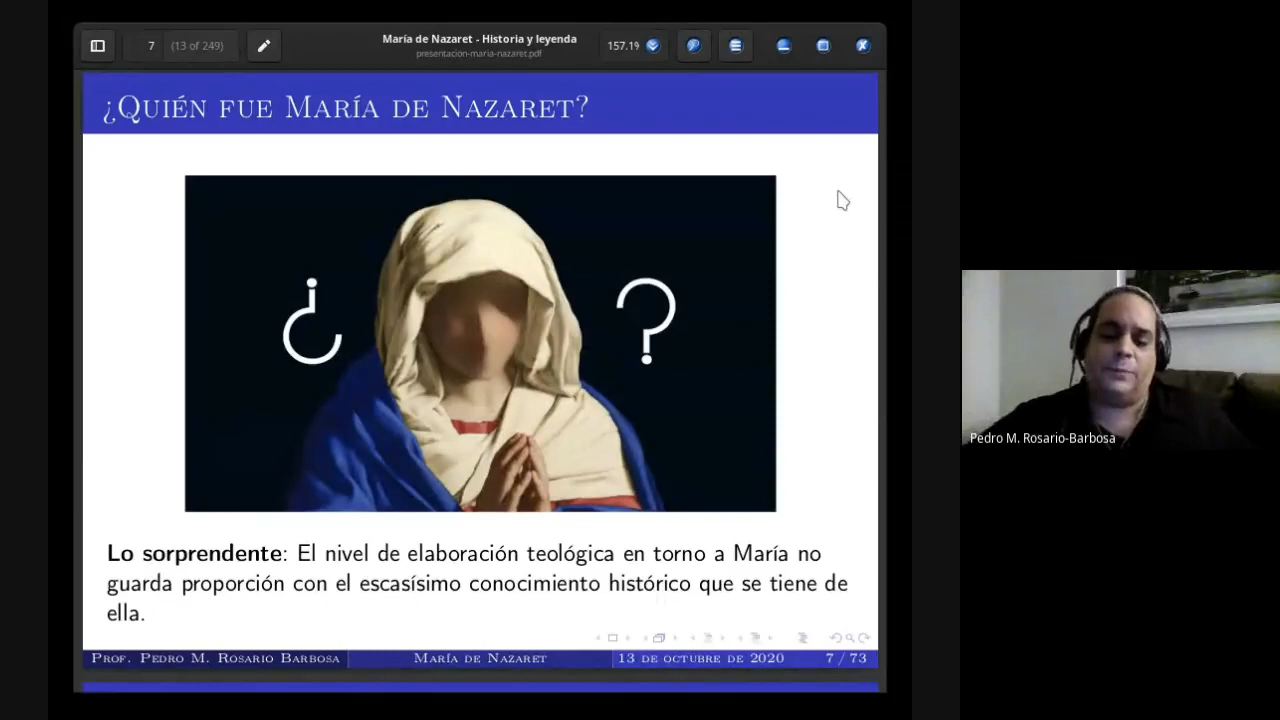 7 (13 of 249)
María de Nazaret - Historia y leyenda
presentacion-maria-nazaret.pdf
157.1%
¿QUIÉN FUE MARÍA DE NAZARET?
¿ ?
Lo sorprendente: El nivel de elaboración teológica en torno a María no
guarda proporción con el escasísimo conocimiento histórico que se tiene de
ella.
PROF. PEDRO M. ROSARIO BARBOSA MARÍA DE NAZARET 13 DE OCTUBRE DE 2020 7 / 73
Pedro M. Rosario-Barbosa